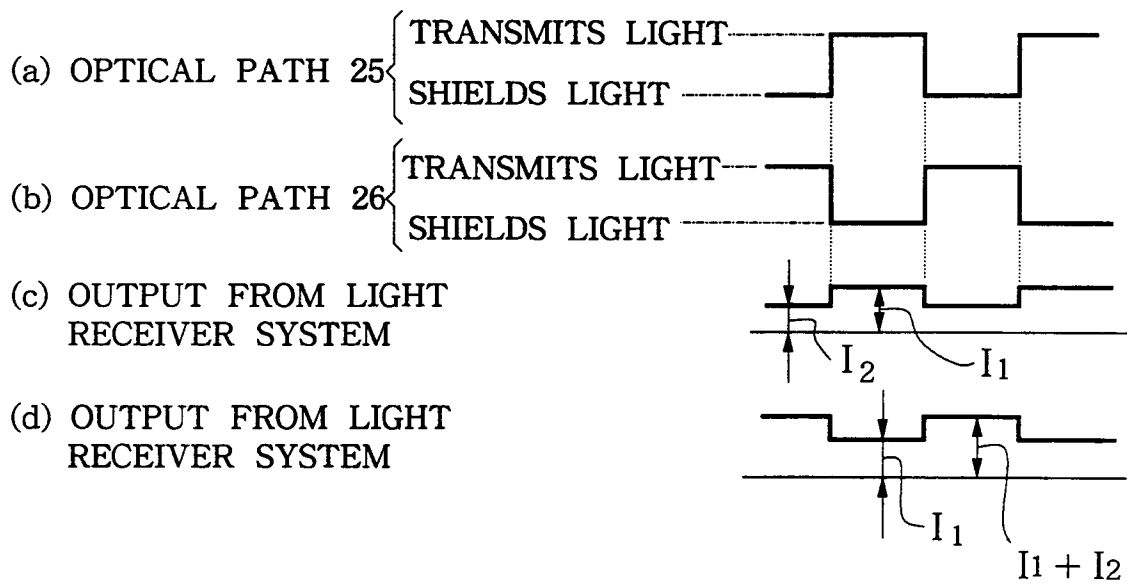 (a) OPTICAL PATH 25
TRANSMITS LIGHT
SHIELDS LIGHT
(b) OPTICAL PATH 26
TRANSMITS LIGHT
SHIELDS LIGHT
(c) OUTPUT FROM LIGHT
RECEIVER SYSTEM
I2
I1
(d) OUTPUT FROM LIGHT
RECEIVER SYSTEM
I1
I1 + I2